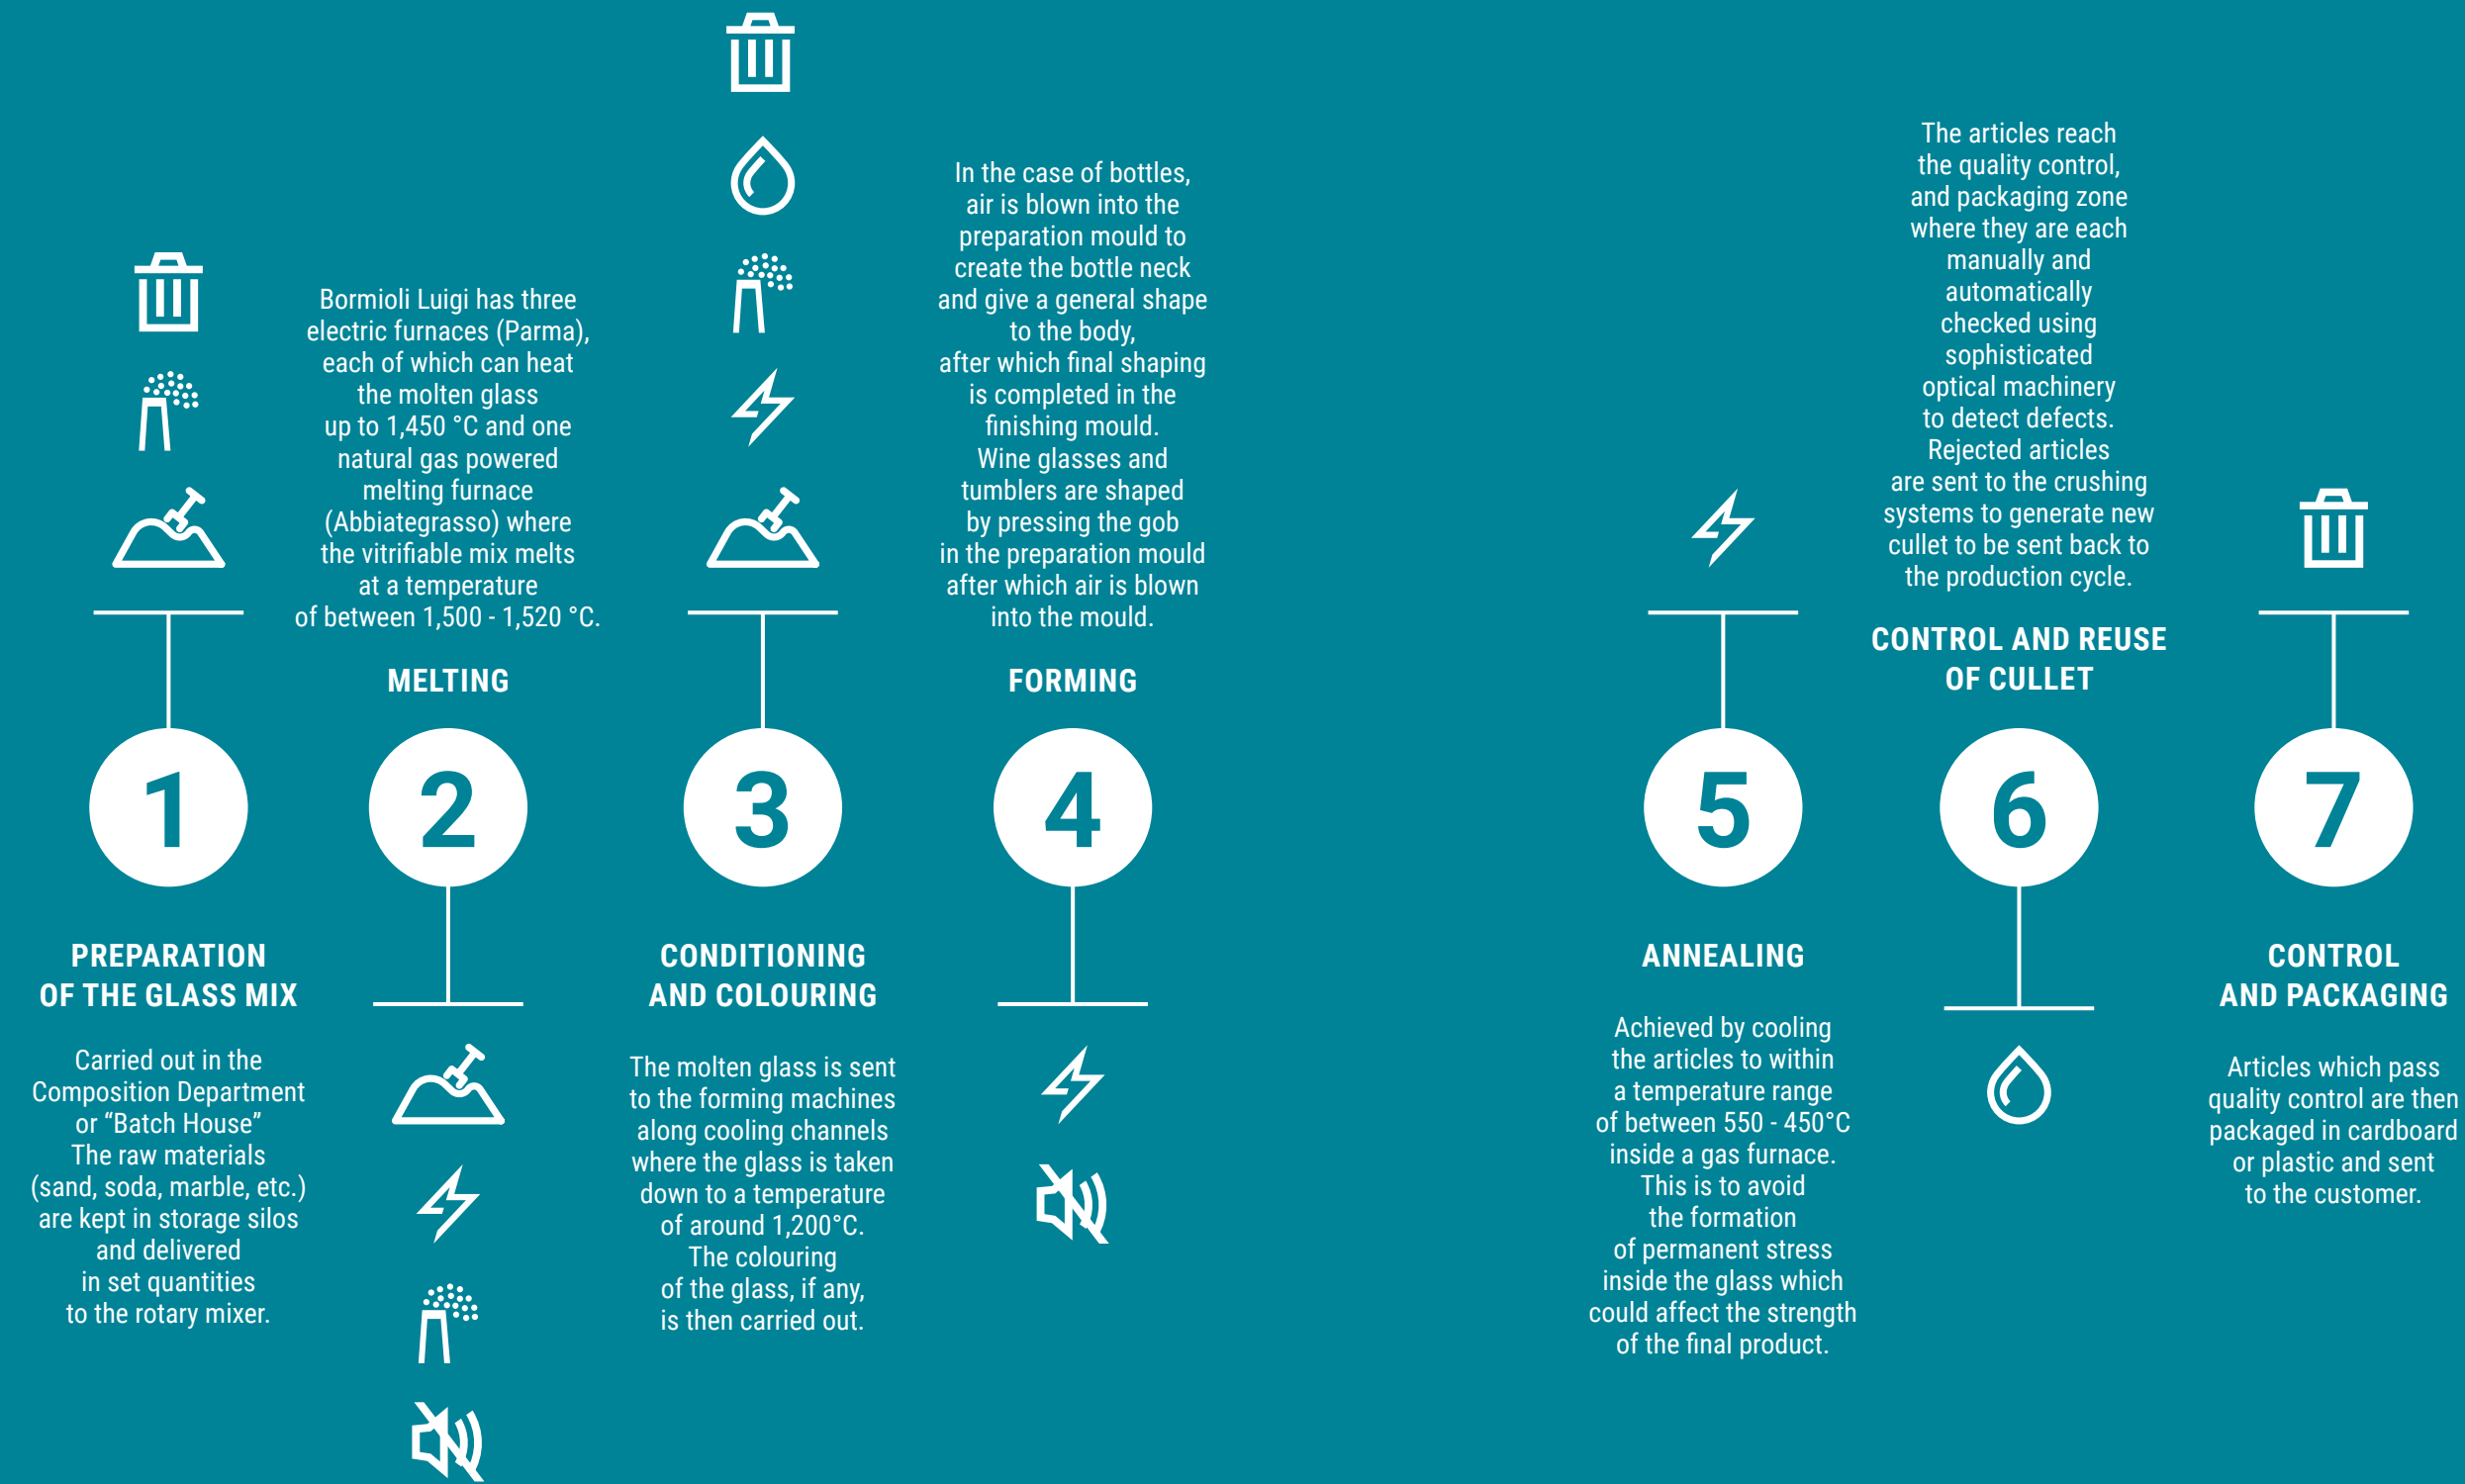 1
PREPARATION
OF THE GLASS MIX
Carried out in the
Composition Department
or “Batch House”
The raw materials
(sand, soda, marble, etc.)
are kept in storage silos
and delivered
in set quantities
to the rotary mixer.
Bormioli Luigi has three
electric furnaces (Parma),
each of which can heat
the molten glass
up to 1,450 °C and one
natural gas powered
melting furnace
(Abbiategrasso) where
the vitrifiable mix melts
at a temperature
of between 1,500 - 1,520 °C.
MELTING
2
3
CONDITIONING
AND COLOURING
The molten glass is sent
to the forming machines
along cooling channels
where the glass is taken
down to a temperature
of around 1,200°C.
The colouring
of the glass, if any,
is then carried out.
In the case of bottles,
air is blown into the
preparation mould to
create the bottle neck
and give a general shape
to the body,
after which final shaping
is completed in the
finishing mould.
Wine glasses and
tumblers are shaped
by pressing the gob
in the preparation mould
after which air is blown
into the mould.
FORMING
4
5
ANNEALING
Achieved by cooling
the articles to within
a temperature range
of between 550 - 450°C
inside a gas furnace.
This is to avoid
the formation
of permanent stress
inside the glass which
could affect the strength
of the final product.
The articles reach
the quality control,
and packaging zone
where they are each
manually and
automatically
checked using
sophisticated
optical machinery
to detect defects.
Rejected articles
are sent to the crushing
systems to generate new
cullet to be sent back to
the production cycle.
CONTROL AND REUSE
OF CULLET
6
7
CONTROL
AND PACKAGING
Articles which pass
quality control are then
packaged in cardboard
or plastic and sent
to the customer.